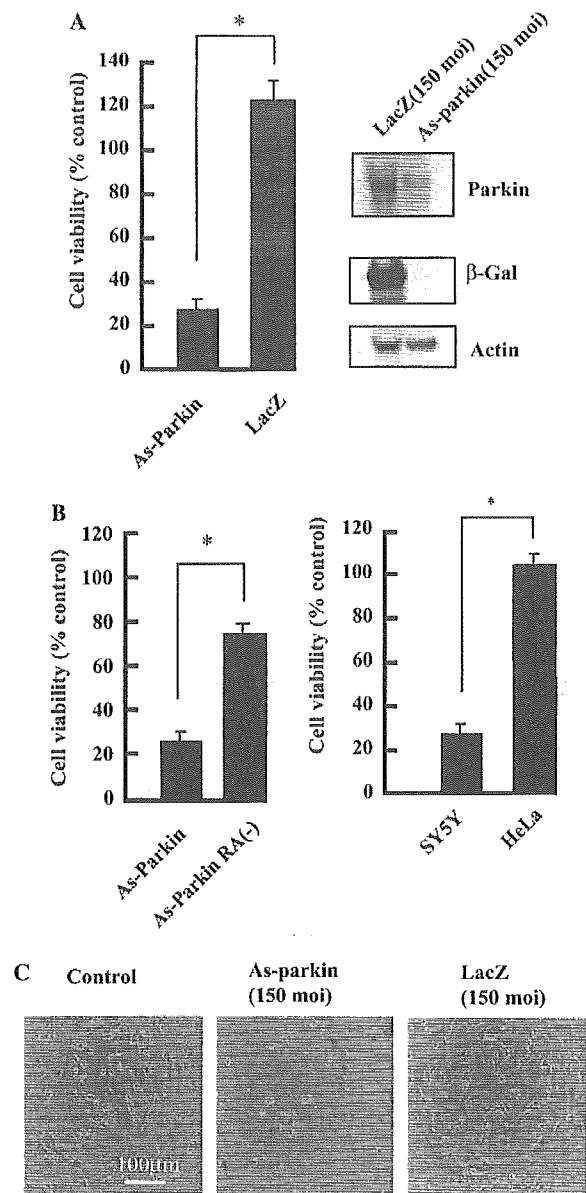 A
*
Cell viability (% control)
140
120
100
80
60
40
20
0
As-Parkin
LacZ
LacZ(150 moi)
As-parkin(150 moi)
Parkin
β-Gal
Actin
B
*
Cell viability (% control)
120
100
80
60
40
20
0
As-Parkin
As-Parkin RA(-)
*
Cell viability (% control)
120
100
80
60
40
20
0
SY5Y
HeLa
C
Control
As-parkin
(150 moi)
LacZ
(150 moi)
100μm